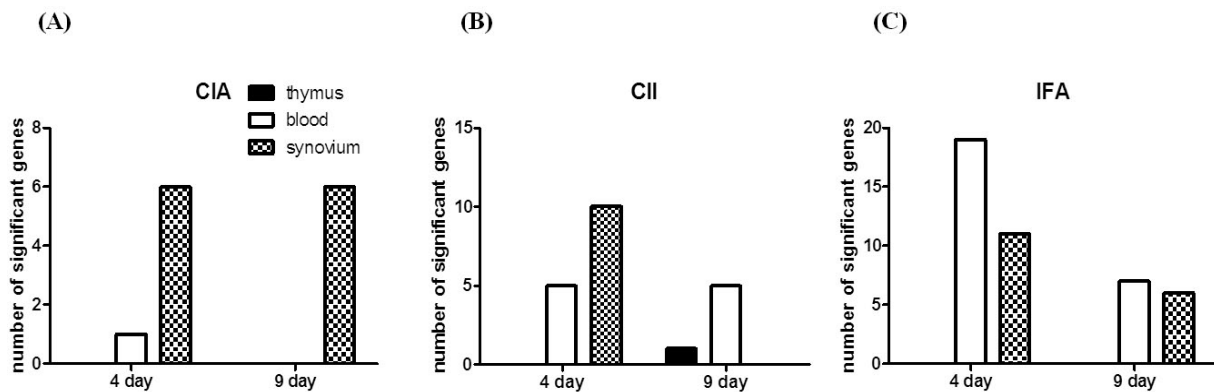 (A)
CIA
thymus
blood
synovium
number of significant genes
8
6
4
2
0
4 day
9 day
(B)
CII
number of significant genes
15
10
5
0
4 day
9 day
(C)
IFA
number of significant genes
20
15
10
5
0
4 day
9 day